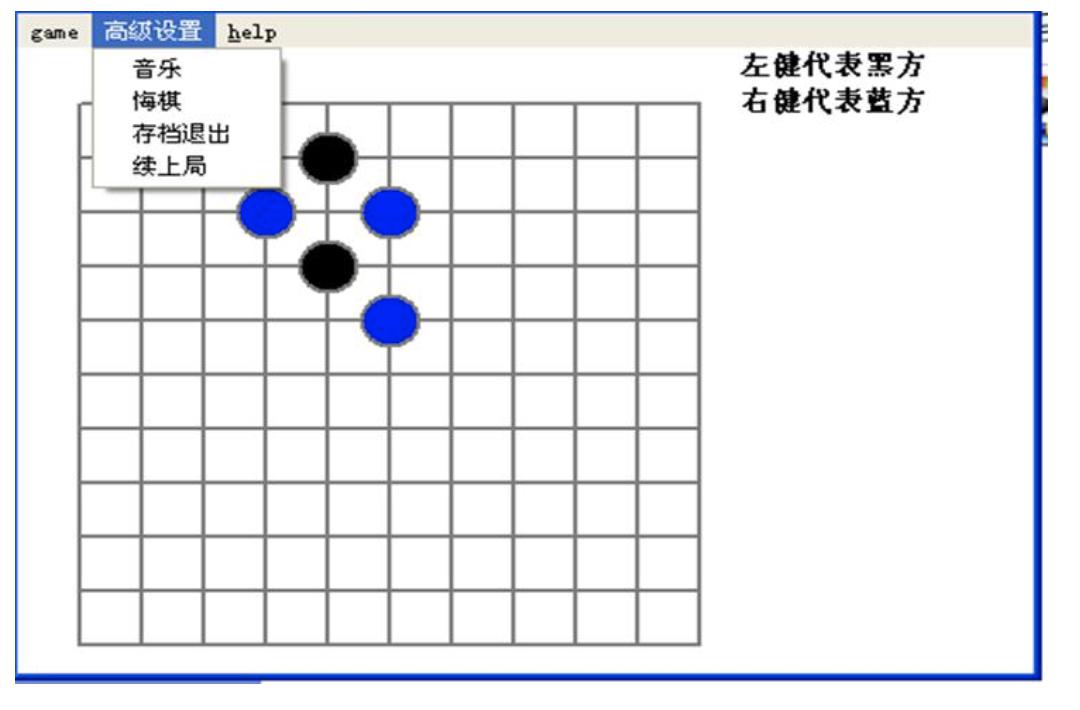 game 高级设置 help
音乐
悔棋
存档退出
续上局
左健代表黑方
右健代表蓝方